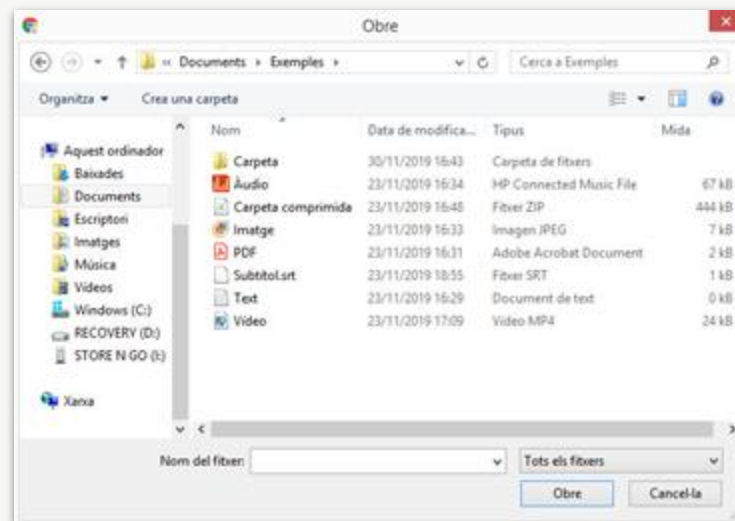 Obre
« Documents › Exemples ›
Cerca a Exemples
Organitza
Crea una carpeta
Nom Data de modifica... Tipus Mida
Aquest ordinador
Baixades
Documents
Escriptori
Imatges
Música
Vídeos
Windows (C:)
RECOVERY (D:)
STORE N GO (I:)
Xarxa
Carpeta 30/11/2019 16:43 Carpeta de fitxers
Àudio 23/11/2019 16:34 HP Connected Music File 67 kB
Carpeta comprimida 23/11/2019 16:48 Fitxer ZIP 444 kB
Imatge 23/11/2019 16:33 Imagen JPEG 7 kB
PDF 23/11/2019 16:31 Adobe Acrobat Document 2 kB
Subtitol.srt 23/11/2019 18:55 Fitxer SRT 1 kB
Text 23/11/2019 16:29 Document de text 0 kB
Vídeo 23/11/2019 17:09 Vídeo MP4 24 kB
Nom del fitxer:
Tots els fitxers
Obre
Cancel·la